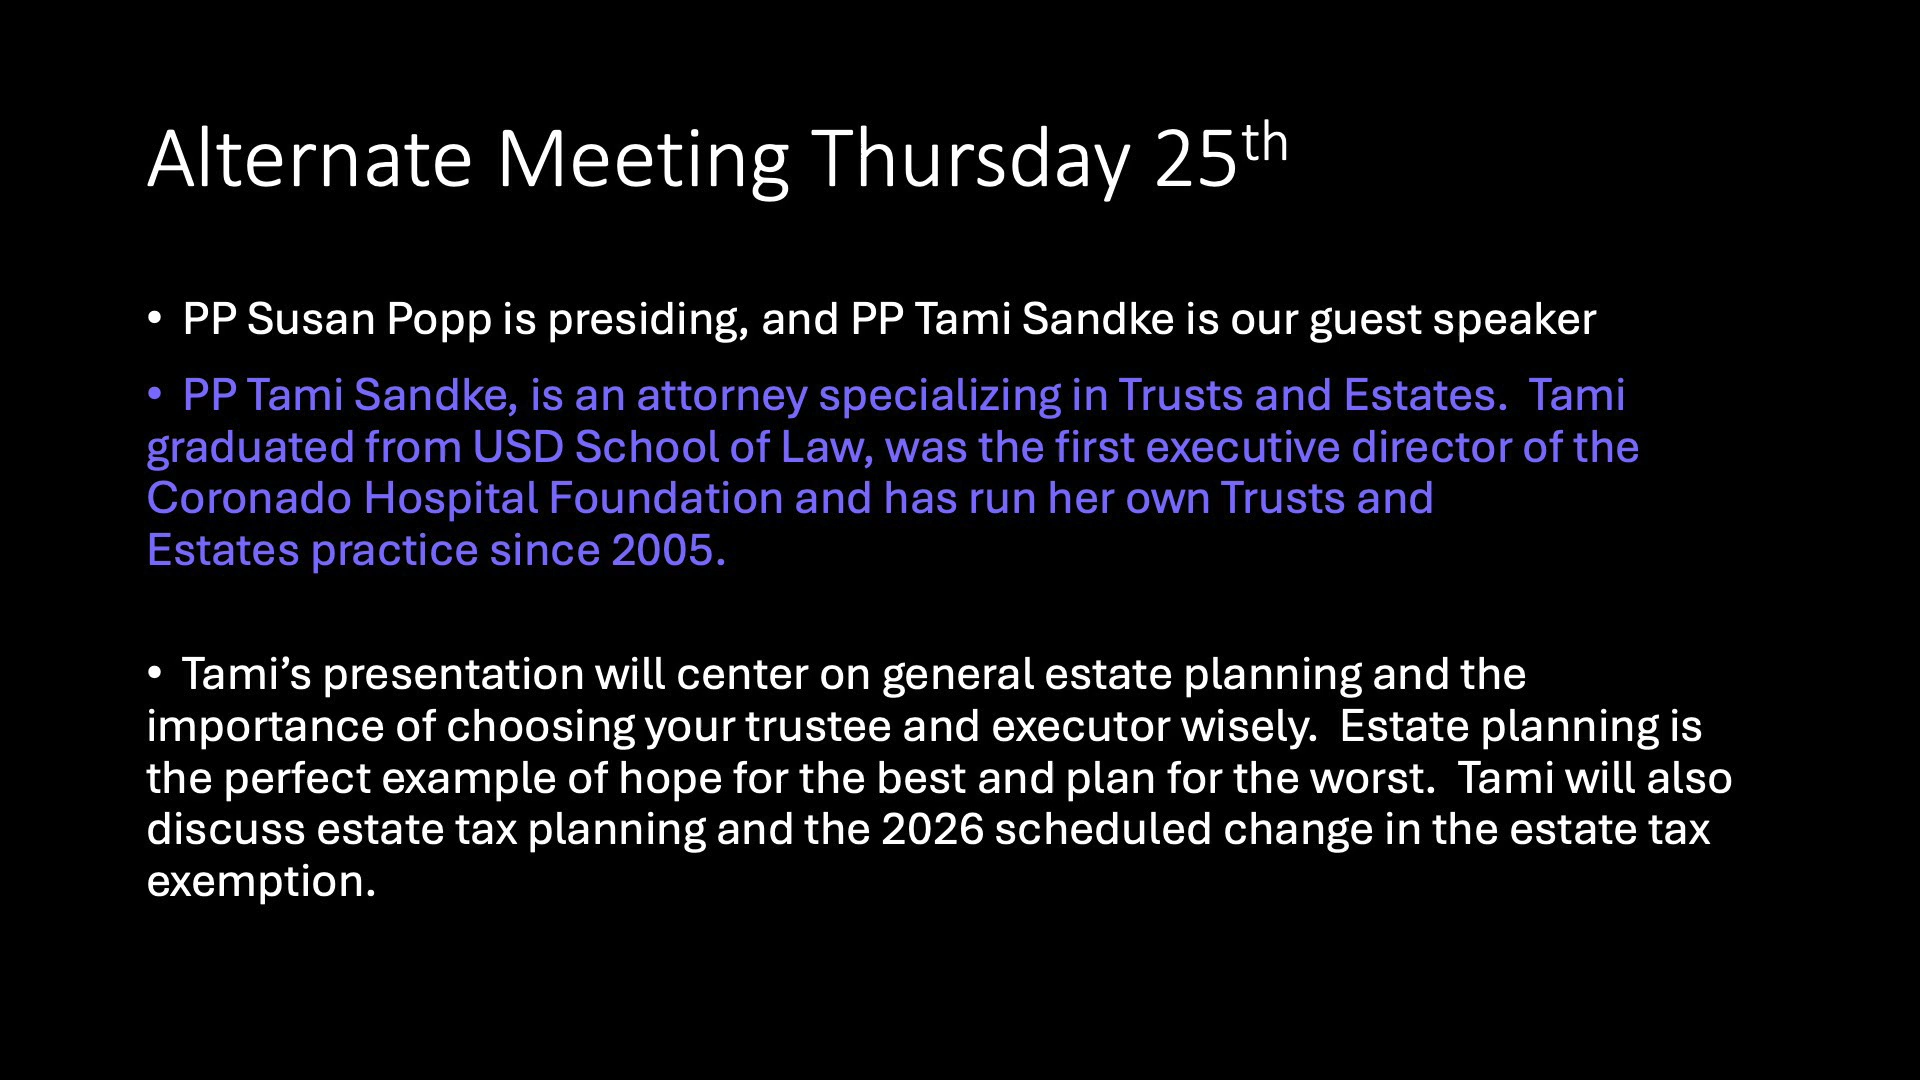 Alternate Meeting Thursday 25th
• PP Susan Popp is presiding, and PP Tami Sandke is our guest speaker
• PP Tami Sandke, is an attorney specializing in Trusts and Estates.  Tami
graduated from USD School of Law, was the first executive director of the
Coronado Hospital Foundation and has run her own Trusts and
Estates practice since 2005.
• Tami’s presentation will center on general estate planning and the
importance of choosing your trustee and executor wisely.  Estate planning is
the perfect example of hope for the best and plan for the worst.  Tami will also
discuss estate tax planning and the 2026 scheduled change in the estate tax
exemption.